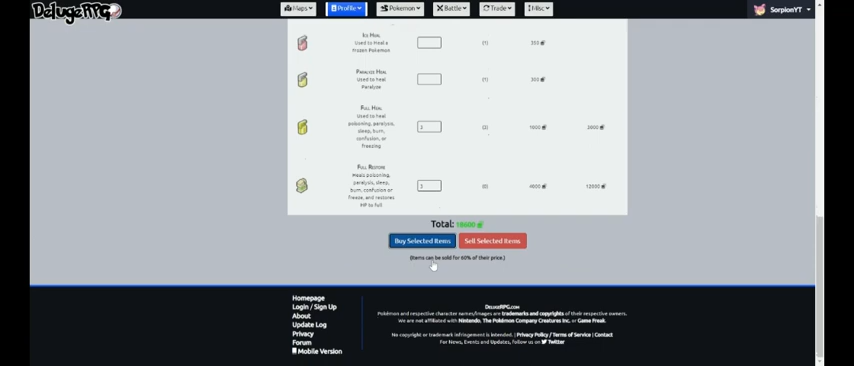 DelugeRPG
Maps
Profile
Pokemon
Battle
Trade
Misc
SorpionYT
Ice Heal
Used to Heal a
Frozen Pokemon
(1)
350
Paralyze Heal
Used to heal
Paralyze
(1)
350
Full Heal
Used to heal
poisoning, paralysis,
sleep, burn,
confusion, or
freezing
3
(2)
1000
3000
Full Restore
Heals poisoning,
paralysis, sleep,
burn, confusion or
freeze, and restores
HP to full
3
(0)
4000
12000
Total: 18600
Buy Selected Items
Sell Selected Items
(Items can be sold for 60% of their price.)
Homepage
Login / Sign Up
About
Update Log
Privacy
Forum
Mobile Version
DelugeRPG.com
Pokémon and respective character names/images are trademarks and copyrights of their respective owners.
We are not affiliated with Nintendo, The Pokémon Company Creatures Inc. or Game Freak.
No copyright or trademark infringement is intended. | Privacy Policy / Terms of Service | Contact
For News, Events and Updates, follow us on Twitter